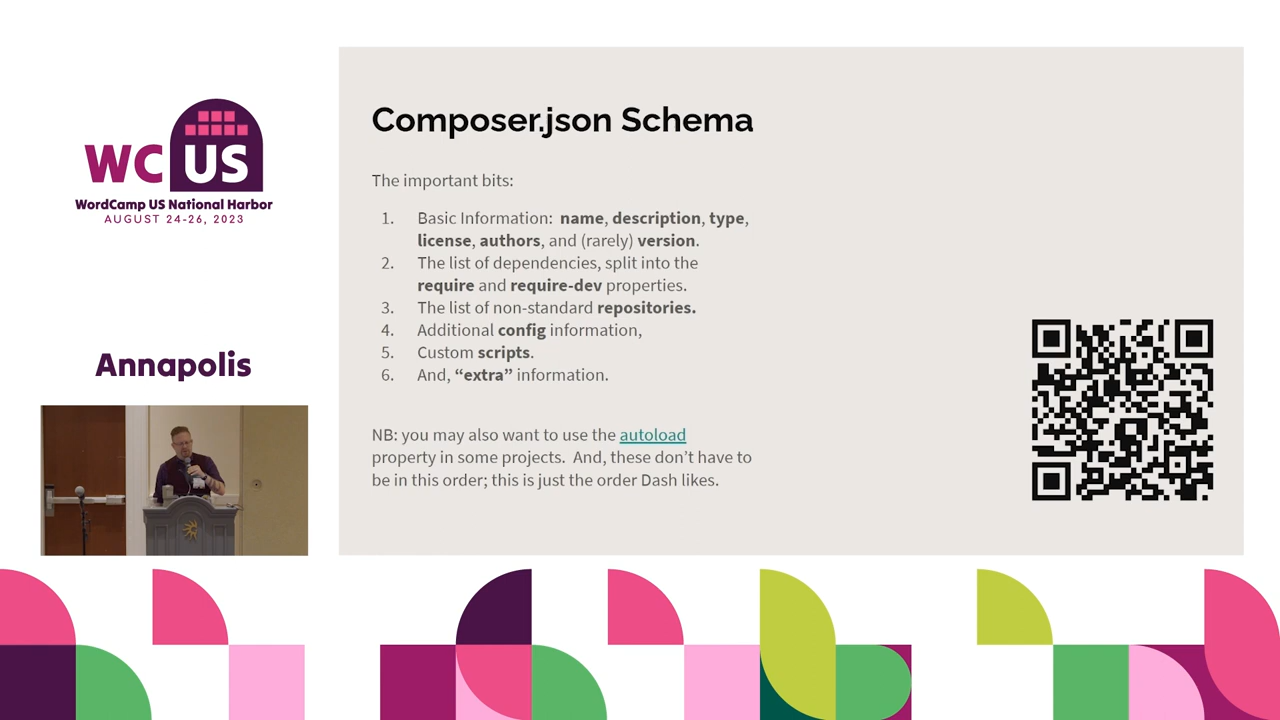 WC US
WordCamp US National Harbor
AUGUST 24-26, 2023
Annapolis
Composer.json Schema
The important bits:
1. Basic Information: name, description, type,
license, authors, and (rarely) version.
2. The list of dependencies, split into the
require and require-dev properties.
3. The list of non-standard repositories.
4. Additional config information,
5. Custom scripts.
6. And, “extra” information.
NB: you may also want to use the autoload
property in some projects. And, these don’t have to
be in this order; this is just the order Dash likes.